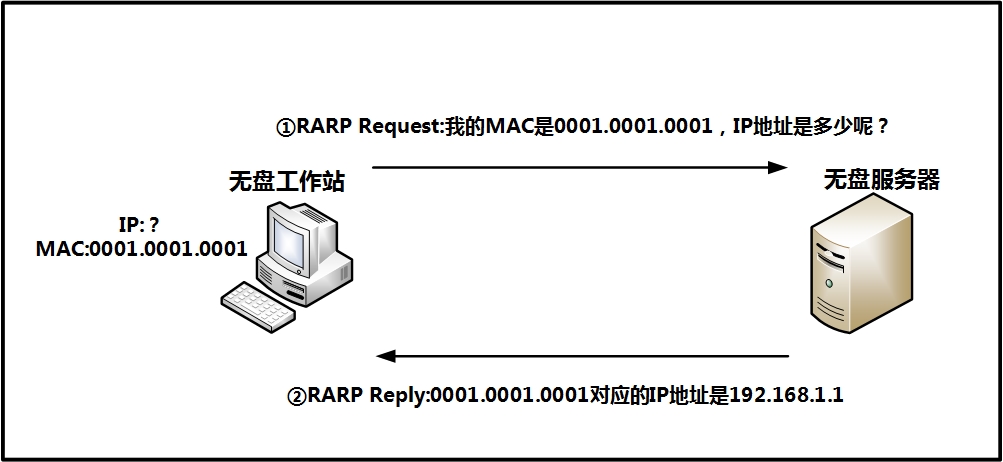 ①RARP Request:我的MAC是0001.0001.0001，IP地址是多少呢？
无盘工作站
无盘服务器
IP:？
MAC:0001.0001.0001
②RARP Reply:0001.0001.0001对应的IP地址是192.168.1.1